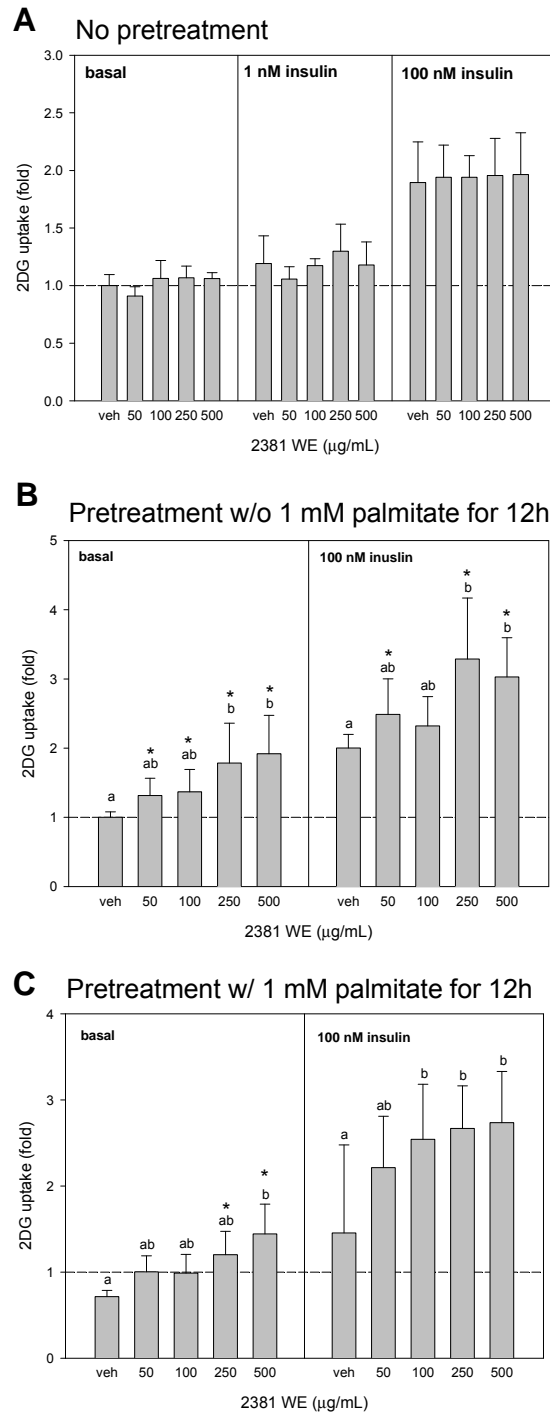 A No pretreatment
3.0
basal
1 nM insulin
100 nM insulin
2.5
2.0
1.5
1.0
0.5
0.0
2DG uptake (fold)
veh 50 100 250 500 veh 50 100 250 500 veh 50 100 250 500
2381 WE (μg/mL)
B Pretreatment w/o 1 mM palmitate for 12h
5
basal
100 nM inuslin
4
3
2
1
0
2DG uptake (fold)
a
*
ab
*
ab
*
b
*
b
a
*
ab
ab
*
b
*
b
veh 50 100 250 500 veh 50 100 250 500
2381 WE (μg/mL)
C Pretreatment w/ 1 mM palmitate for 12h
4
basal
100 nM insulin
3
2
1
0
2DG uptake (fold)
a
ab
ab
*
ab
*
b
a
ab
b
b
b
veh 50 100 250 500 veh 50 100 250 500
2381 WE (μg/mL)